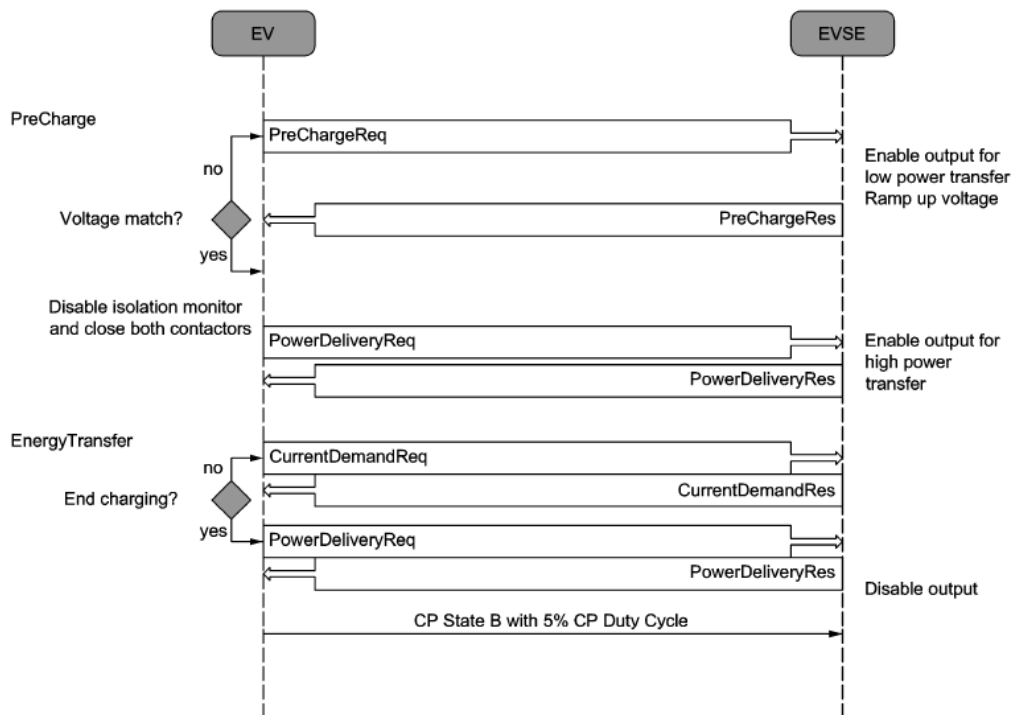 EV
EVSE
PreCharge
PreChargeReq
no
Enable output for
low power transfer
Ramp up voltage
Voltage match?
PreChargeRes
yes
Disable isolation monitor
and close both contactors
PowerDeliveryReq
Enable output for
high power
transfer
PowerDeliveryRes
EnergyTransfer
CurrentDemandReq
no
End charging?
CurrentDemandRes
yes
PowerDeliveryReq
PowerDeliveryRes
Disable output
CP State B with 5% CP Duty Cycle